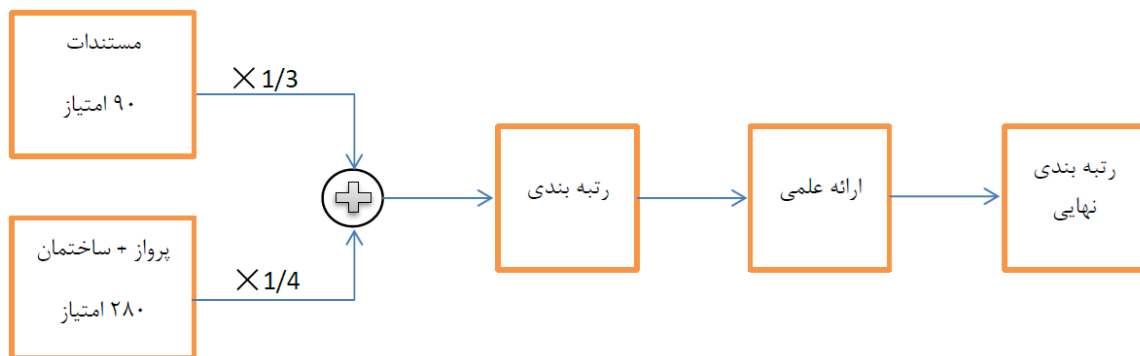 مستندات
۹۰ امتیاز
×1/3
پرواز + ساختمان
۲۸۰ امتیاز
×1/4
رتبه بندی
ارائه علمی
رتبه بندی
نهایی